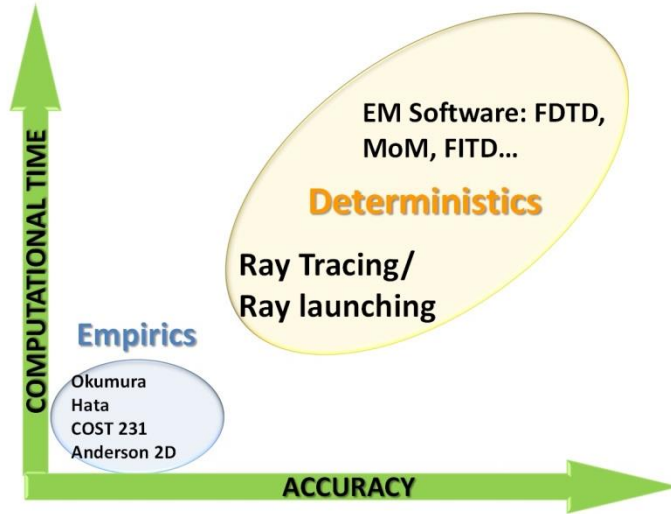 COMPUTATIONAL TIME
EM Software: FDTD,
MoM, FITD...
Deterministics
Ray Tracing/
Ray launching
Empirics
Okumura
Hata
COST 231
Anderson 2D
ACCURACY